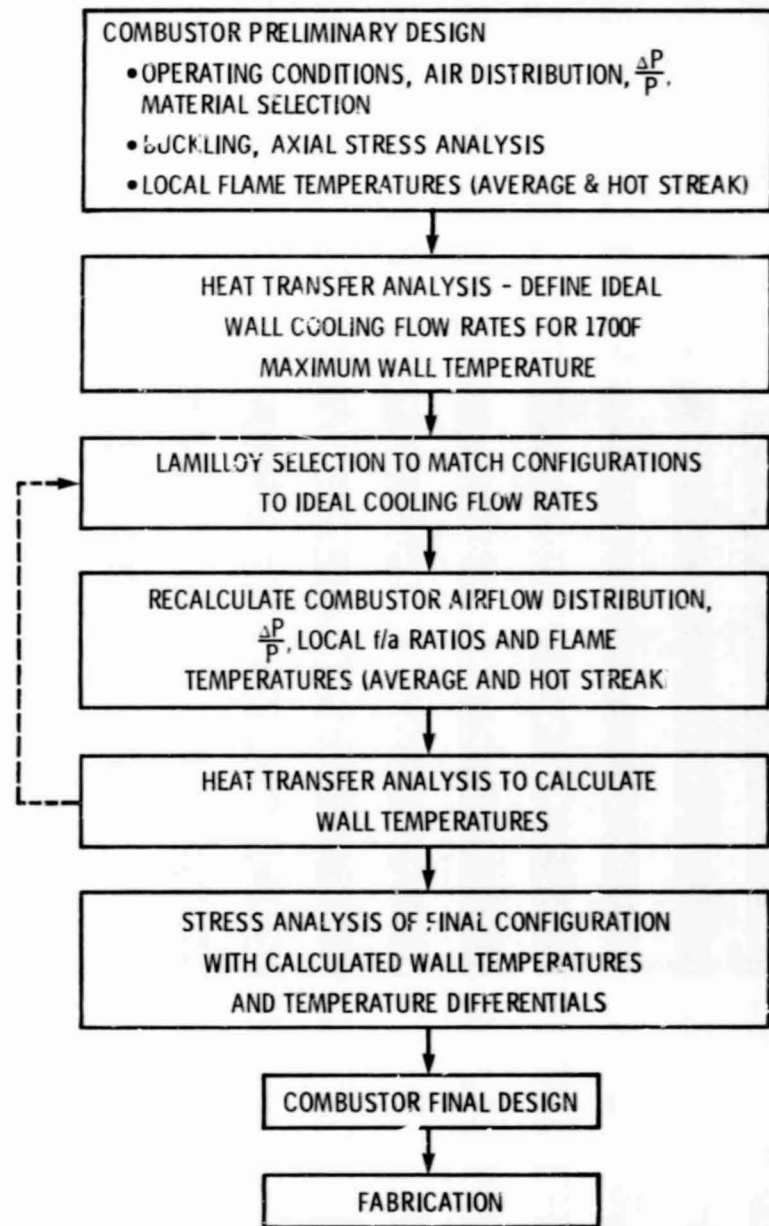 COMBUSTOR PRELIMINARY DESIGN
•OPERATING CONDITIONS, AIR DISTRIBUTION, ΔP/P,
MATERIAL SELECTION
•BUCKLING, AXIAL STRESS ANALYSIS
•LOCAL FLAME TEMPERATURES (AVERAGE & HOT STREAK)
HEAT TRANSFER ANALYSIS - DEFINE IDEAL
WALL COOLING FLOW RATES FOR 1700F
MAXIMUM WALL TEMPERATURE
LAMILLOY SELECTION TO MATCH CONFIGURATIONS
TO IDEAL COOLING FLOW RATES
RECALCULATE COMBUSTOR AIRFLOW DISTRIBUTION,
ΔP/P, LOCAL f/a RATIOS AND FLAME
TEMPERATURES (AVERAGE AND HOT STREAK)
HEAT TRANSFER ANALYSIS TO CALCULATE
WALL TEMPERATURES
STRESS ANALYSIS OF FINAL CONFIGURATION
WITH CALCULATED WALL TEMPERATURES
AND TEMPERATURE DIFFERENTIALS
COMBUSTOR FINAL DESIGN
FABRICATION